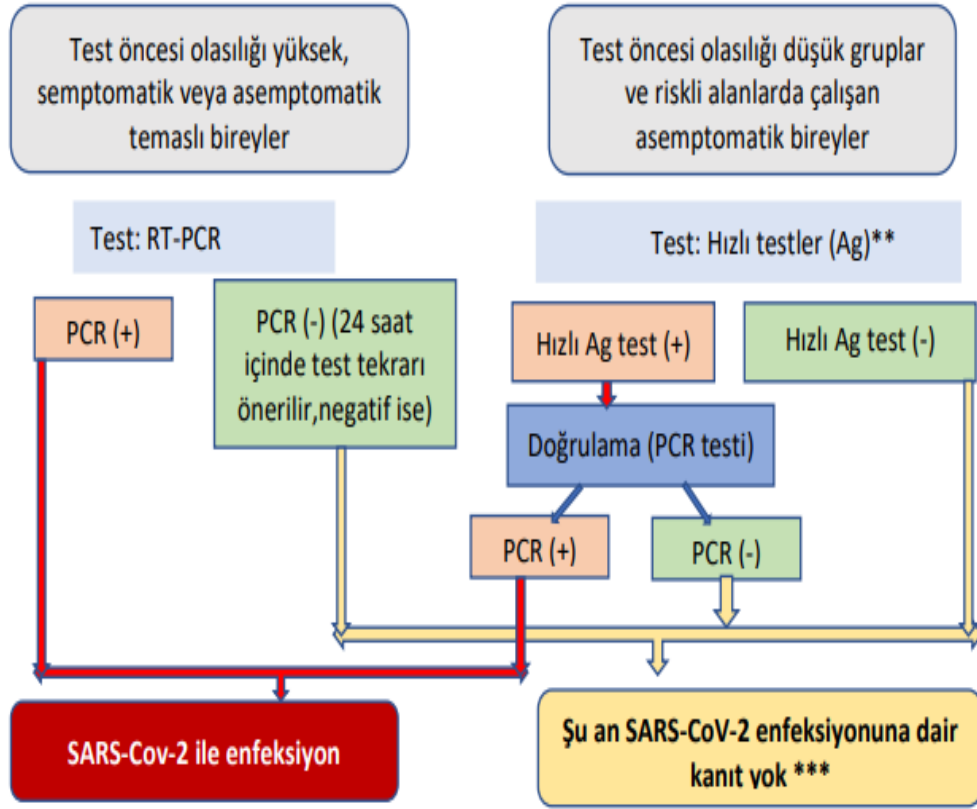 Test öncesi olasılığı yüksek,
semptomatik veya asemptomatik
temaslı bireyler
Test öncesi olasılığı düşük gruplar
ve riskli alanlarda çalışan
asemptomatik bireyler
Test: RT-PCR
Test: Hızlı testler (Ag)**
PCR (+)
PCR (-) (24 saat
içinde test tekrarı
önerilir,negatif ise)
Hızlı Ag test (+)
Hızlı Ag test (-)
Doğrulama (PCR testi)
PCR (+)
PCR (-)
SARS-Cov-2 ile enfeksiyon
Şu an SARS-CoV-2 enfeksiyonuna dair
kanıt yok ***